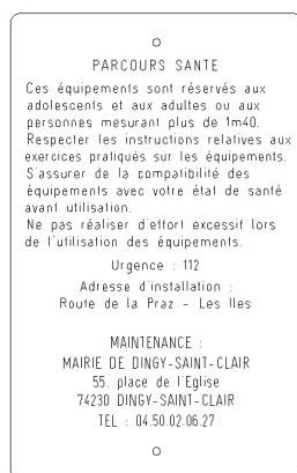 PARCOURS SANTE
Ces équipements sont réservés aux
adolescents et aux adultes ou aux
personnes mesurant plus de 1m40.
Respecter les instructions relatives aux
exercices pratiqués sur les équipements.
S'assurer de la compatibilité des
équipements avec votre état de santé
avant utilisation.
Ne pas réaliser d'effort excessif lors
de l'utilisation des équipements.
Urgence : 112
Adresse d'installation :
Route de la Praz - Les Iles
MAINTENANCE :
MAIRIE DE DINGY-SAINT-CLAIR
55, place de l'Eglise
74230 DINGY-SAINT-CLAIR
TEL : 04.50.02.06.27